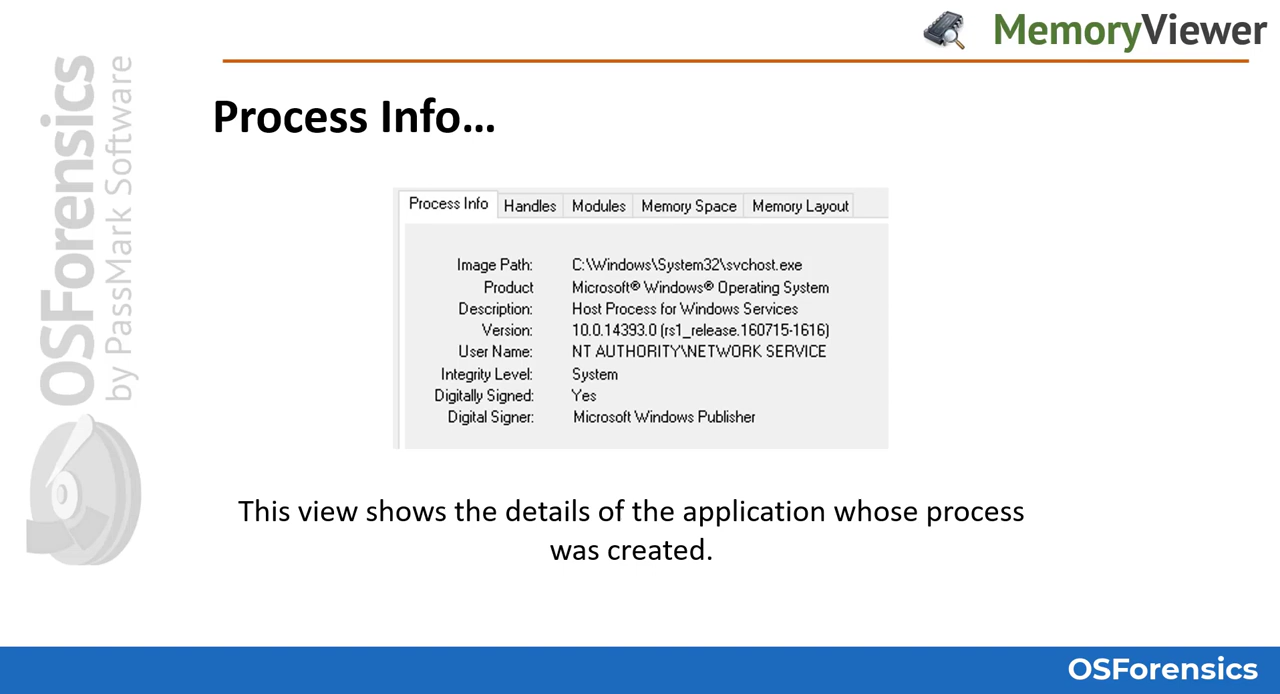 MemoryViewer
OSForensics
by PassMark Software
Process Info...
Process Info Handles Modules Memory Space Memory Layout
Image Path: C:\Windows\System32\svchost.exe
Product Microsoft® Windows® Operating System
Description: Host Process for Windows Services
Version: 10.0.14393.0 (rs1_release.160715-1616)
User Name: NT AUTHORITY\NETWORK SERVICE
Integrity Level: System
Digitally Signed: Yes
Digital Signer: Microsoft Windows Publisher
This view shows the details of the application whose process
was created.
OSForensics